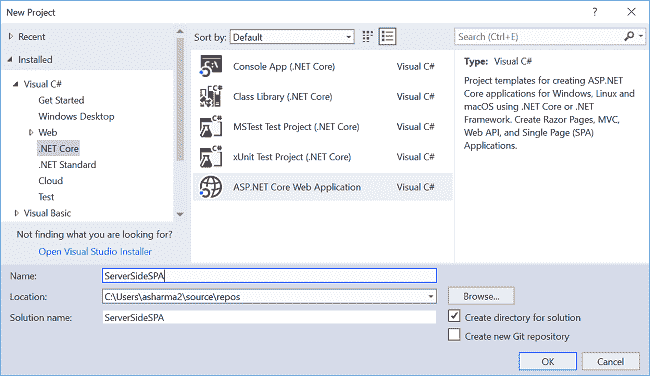 New Project
? 
Recent
Installed
Visual C#
Get Started
Windows Desktop
Web
.NET Core
.NET Standard
Cloud
Test
Visual Basic
Not finding what you are looking for?
Open Visual Studio Installer
Sort by: Default
Console App (.NET Core) Visual C#
Class Library (.NET Core) Visual C#
MSTest Test Project (.NET Core) Visual C#
xUnit Test Project (.NET Core) Visual C#
ASP.NET Core Web Application Visual C#
Search (Ctrl+E)
Type: Visual C#
Project templates for creating ASP.NET
Core applications for Windows, Linux and
macOS using .NET Core or .NET
Framework. Create Razor Pages, MVC,
Web API, and Single Page (SPA)
Applications.
Name: ServerSideSPA
Location: C:\Users\asharma2\source\repos
Browse...
Solution name: ServerSideSPA
Create directory for solution
Create new Git repository
OK Cancel